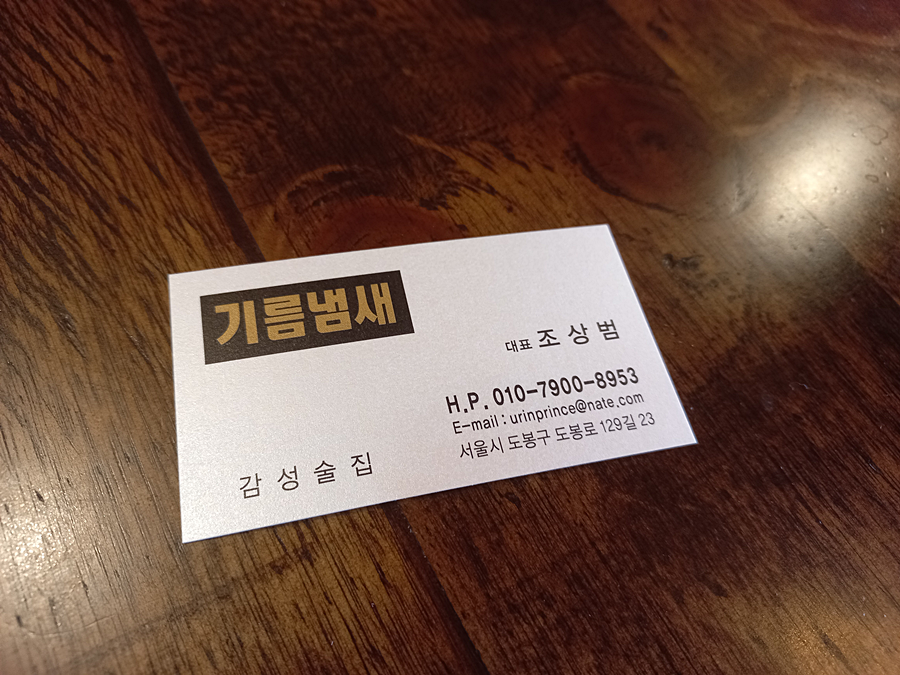 기름냄새
대표 조상범
H.P. 010-7900-8953
E-mail : urinprince@nate.com
서울시 도봉구 도봉로 129길 23
감성술집